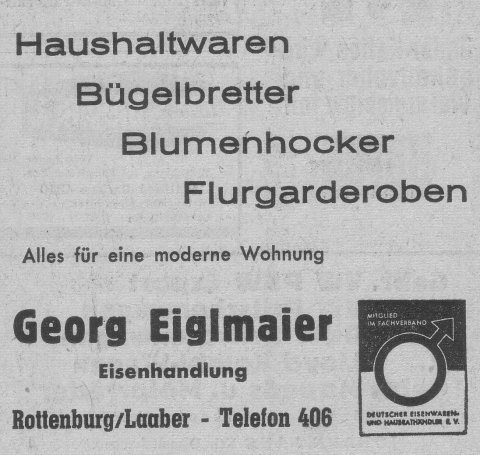 Haushaltwaren
Bügelbretter
Blumenhocker
Flurgarderoben
Alles für eine moderne Wohnung
Georg Eiglmaier
Eisenhandlung
Rottenburg/Laaber - Telefon 406
MITGLIED
IM FACHVERBAND
DEUTSCHER EISENWAREN-
UND HAUSRATHÄNDLER E. V.